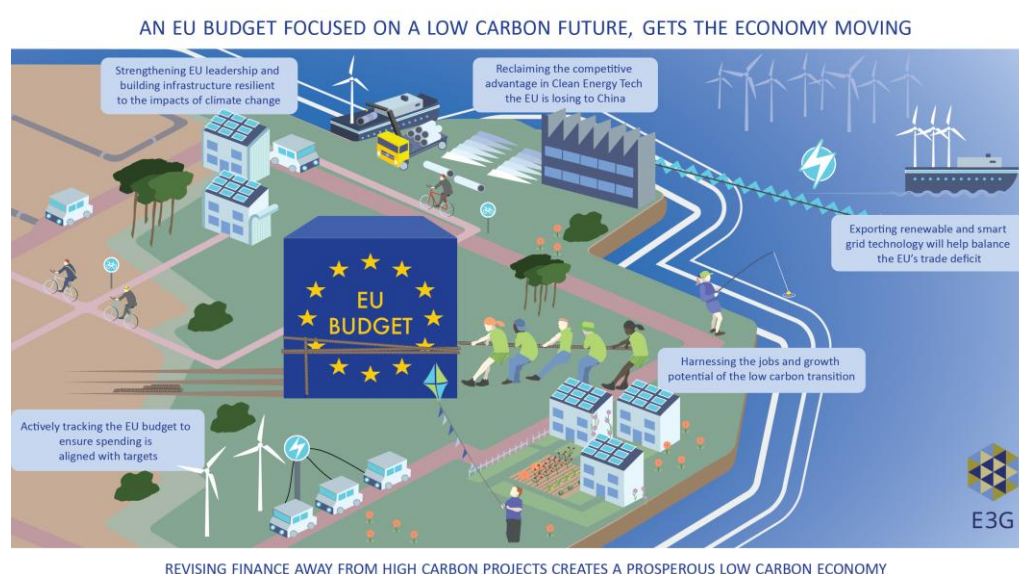 AN EU BUDGET FOCUSED ON A LOW CARBON FUTURE, GETS THE ECONOMY MOVING
Strengthening EU leadership and
building infrastructure resilient
to the impacts of climate change
Reclaiming the competitive
advantage in Clean Energy Tech
the EU is losing to China
Exporting renewable and smart
grid technology will help balance
the EU's trade deficit
EU
BUDGET
Harnessing the jobs and growth
potential of the low carbon transition
Actively tracking the EU budget to
ensure spending is
aligned with targets
E3G
REVISING FINANCE AWAY FROM HIGH CARBON PROJECTS CREATES A PROSPEROUS LOW CARBON ECONOMY